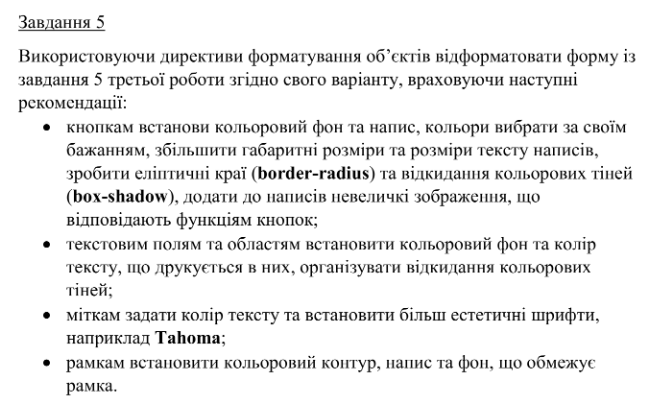 Завдання 5
Використовуючи директиви форматування об’єктів відформатовати форму із
завдання 5 третьої роботи згідно свого варіанту, враховуючи наступні
рекомендації:
• кнопкам встанови кольоровий фон та напис, кольори вибрати за своїм
бажанням, збільшити габаритні розміри та розміри тексту написів,
зробити еліптичні краї (border-radius) та відкидання кольорових тіней
(box-shadow), додати до написів невеличкі зображення, що
відповідають функціям кнопок;
• текстовим полям та областям встановити кольоровий фон та колір
тексту, що друкується в них, організувати відкидання кольорових
тіней;
• міткам задати колір тексту та встановити більш естетичні шрифти,
наприклад Tahoma;
• рамкам встановити кольоровий контур, напис та фон, що обмежує
рамка.